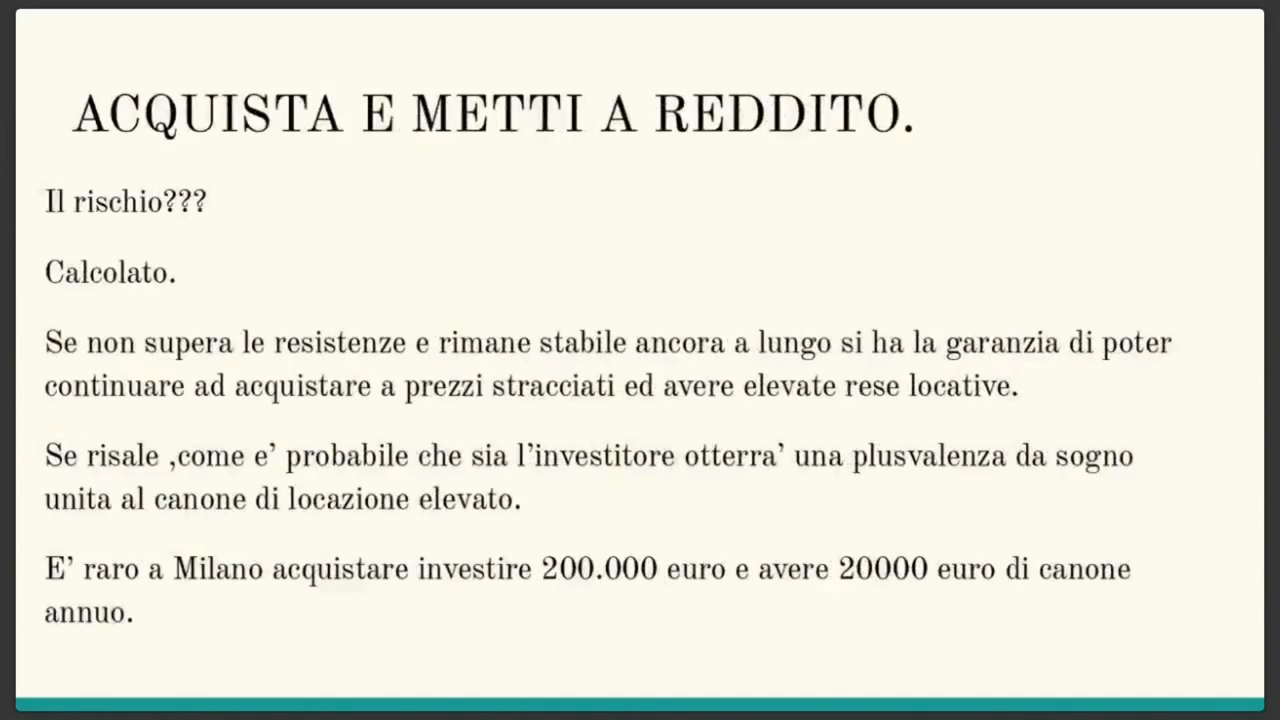 ACQUISTA E METTI A REDDITO.
Il rischio???
Calcolato.
Se non supera le resistenze e rimane stabile ancora a lungo si ha la garanzia di poter
continuare ad acquistare a prezzi stracciati ed avere elevate rese locative.
Se risale ,come e’ probabile che sia l’investitore otterra’ una plusvalenza da sogno
unita al canone di locazione elevato.
E’ raro a Milano acquistare investire 200.000 euro e avere 20000 euro di canone
annuo.